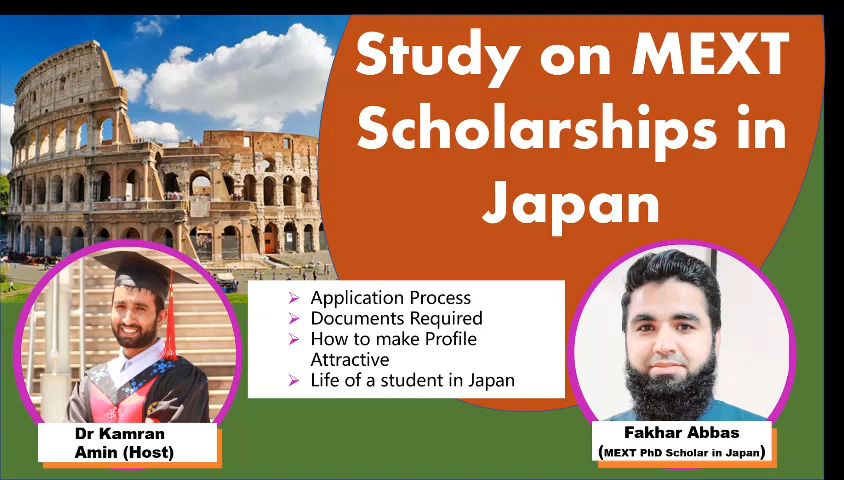 Study on MEXT
Scholarships in
Japan
Application Process
Documents Required
How to make Profile
Attractive
Life of a student in Japan
Dr Kamran
Amin (Host)
Fakhar Abbas
(MEXT PhD Scholar in Japan)